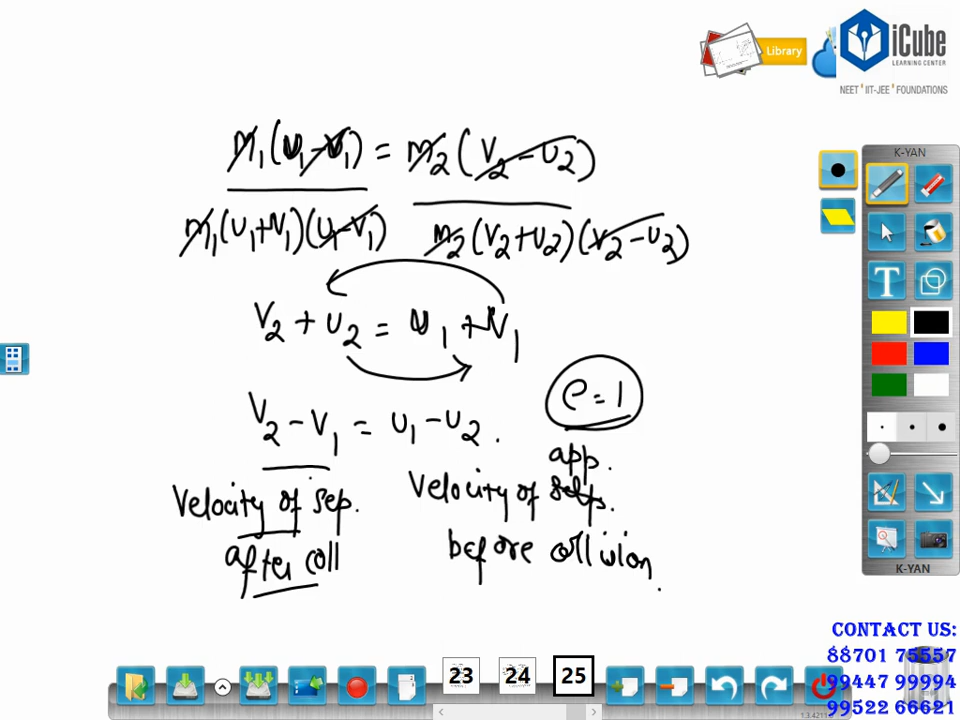 Library
iCube
LEARNING CENTER
NEET ' IIT-JEE ' FOUNDATIONS
m₁(u₁-v₁) = m₂(v₂-u₂)
m₁(u₁+v₁)(u₁-v₁) m₂(v₂+u₂)(v₂-u₂)
v₂ + u₂ = u₁ + v₁
e = 1
v₂ - v₁ = u₁ - u₂.
app.
Velocity of sep. Velocity of
after coll before collision.
K-YAN
T
K-YAN
CONTACT US:
88701 75557
99447 99994
99522 66621
23 24 25